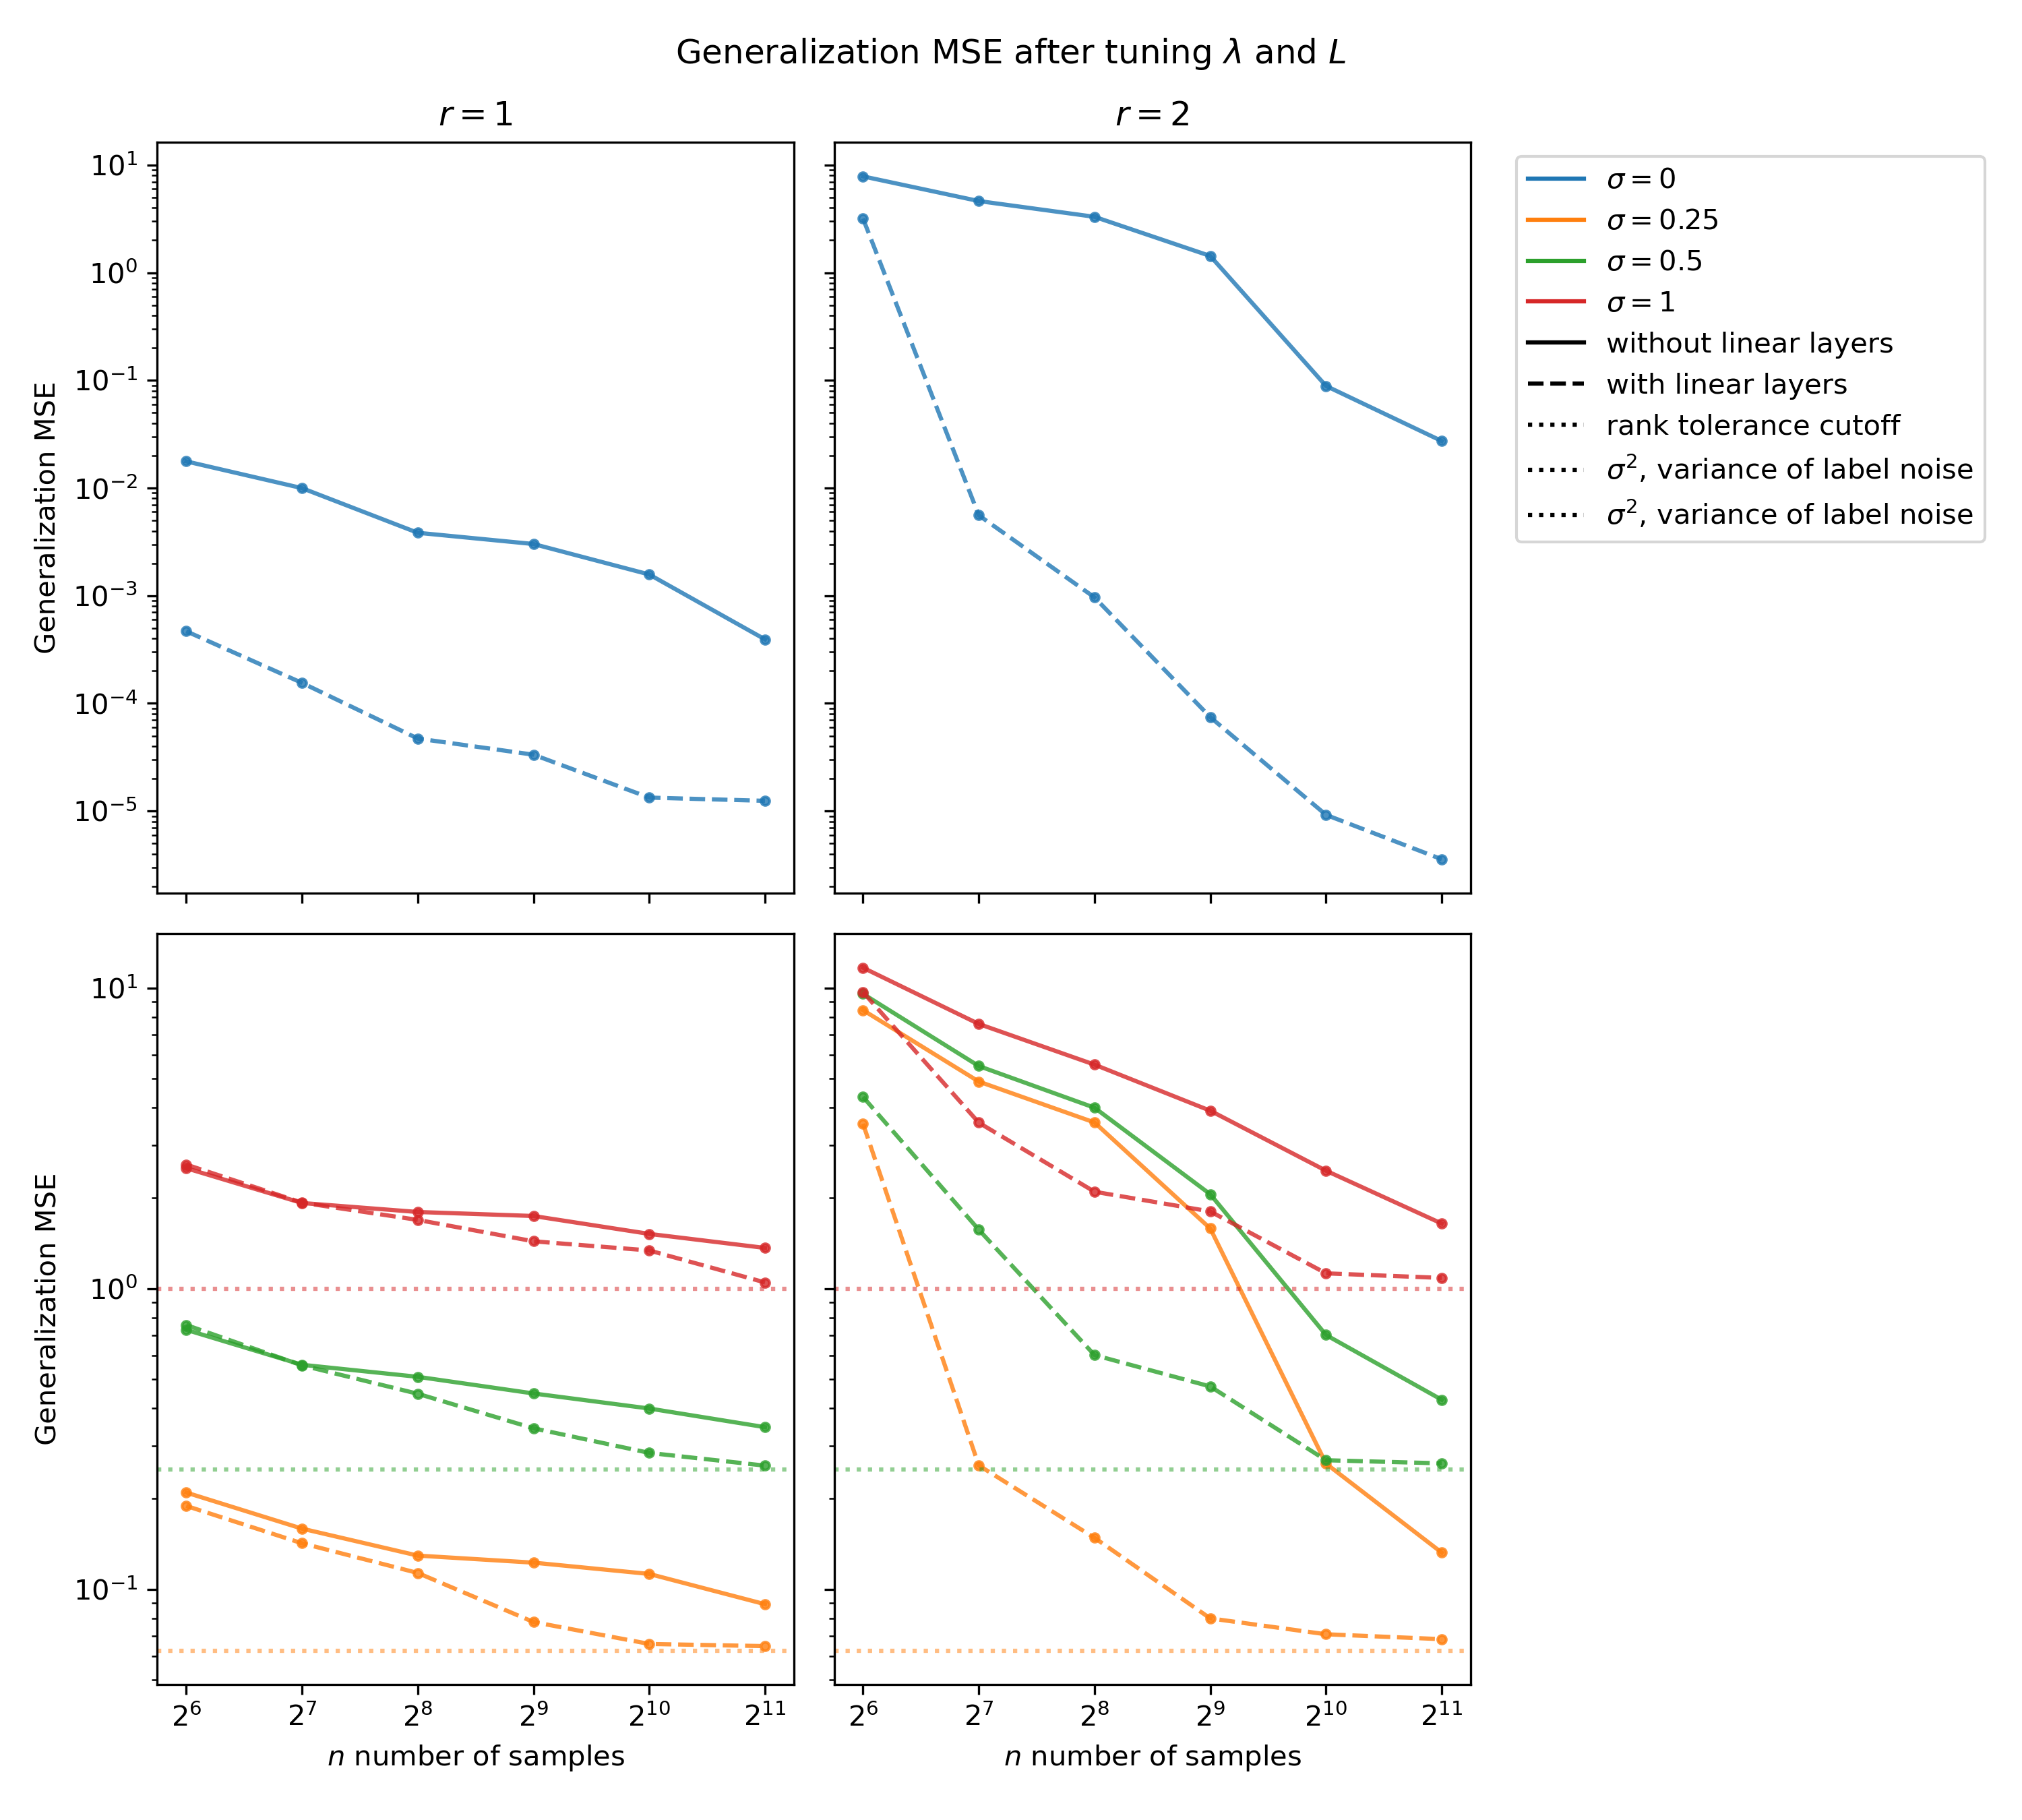 Generalization MSE after tuning λ and L
r = 1
r = 2
Generalization MSE
10¹
10⁰
10⁻¹
10⁻²
10⁻³
10⁻⁴
10⁻⁵
σ = 0
σ = 0.25
σ = 0.5
σ = 1
without linear layers
with linear layers
rank tolerance cutoff
σ², variance of label noise
σ², variance of label noise
Generalization MSE
10¹
10⁰
10⁻¹
2⁶ 2⁷ 2⁸ 2⁹ 2¹⁰ 2¹¹
n number of samples
2⁶ 2⁷ 2⁸ 2⁹ 2¹⁰ 2¹¹
n number of samples